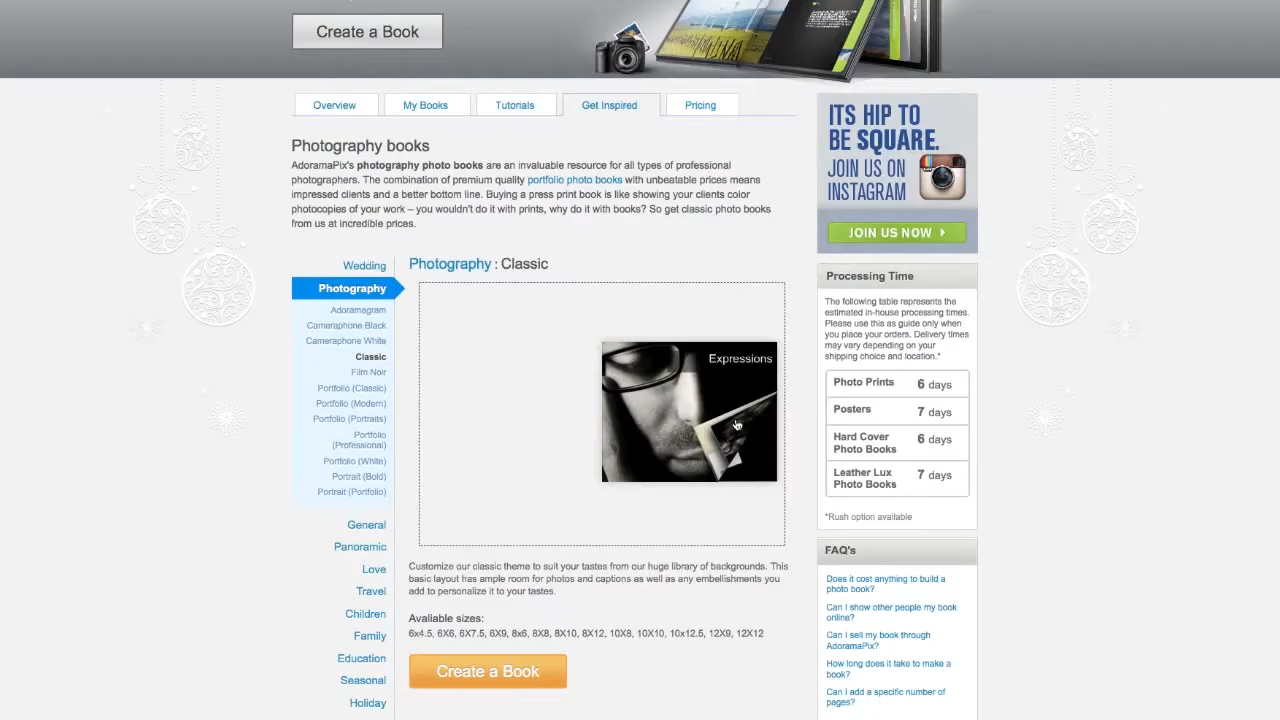 Create a Book
Overview
My Books
Tutorials
Get Inspired
Pricing
Photography books
AdoramaPix's photography photo books are an invaluable resource for all types of professional
photographers. The combination of premium quality portfolio photo books with unbeatable prices means
impressed clients and a better bottom line. Buying a press print book is like showing your clients color
photocopies of your work – you wouldn't do it with prints, why do it with books? So get classic photo books
from us at incredible prices.
Wedding
Photography
Adoramagram
Cameraphone Black
Cameraphone White
Classic
Film Noir
Portfolio (Classic)
Portfolio (Modern)
Portfolio (Portraits)
Portfolio
(Professional)
Portfolio (White)
Portrait (Bold)
Portrait (Portfolio)
General
Panoramic
Love
Travel
Children
Family
Education
Seasonal
Holiday
Photography : Classic
Expressions
Customize our classic theme to suit your tastes from our huge library of backgrounds. This
basic layout has ample room for photos and captions as well as any embellishments you
add to personalize it to your tastes.
Available sizes:
6x4.5, 6X6, 6X7.5, 6X9, 8x6, 8X8, 8X10, 8X12, 10X8, 10X10, 10x12.5, 12X9, 12X12
Create a Book
ITS HIP TO
BE SQUARE.
JOIN US ON
INSTAGRAM
JOIN US NOW
Processing Time
The following table represents the
estimated in-house processing times.
Please use this as guide only when
you place your orders. Delivery times
may vary depending on your
shipping choice and location.*
Photo Prints 6 days
Posters 7 days
Hard Cover
Photo Books 6 days
Leather Lux
Photo Books 7 days
*Rush option available
FAQ's
Does it cost anything to build a
photo book?
Can I show other people my book
online?
Can I sell my book through
AdoramaPix?
How long does it take to make a
book?
Can I add a specific number of
pages?